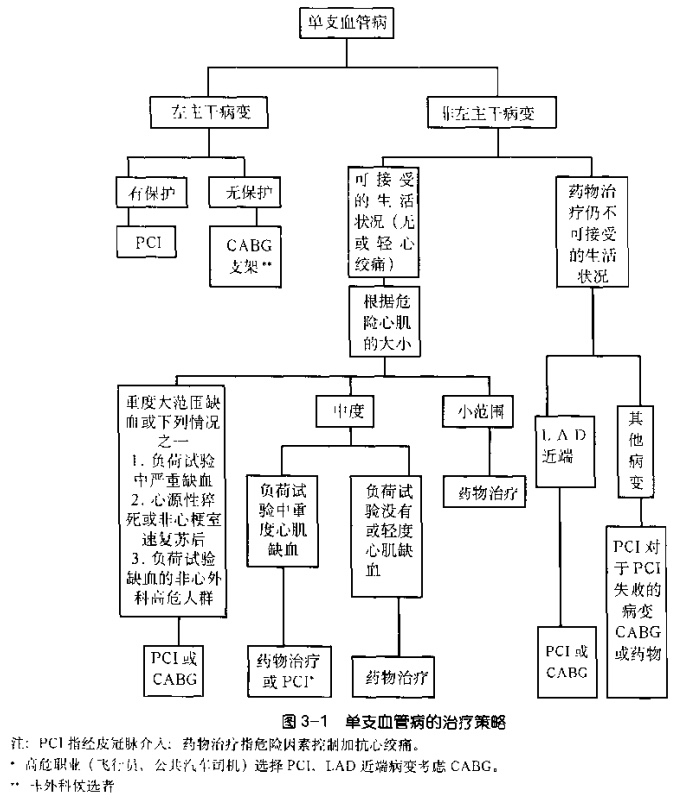 单支血管病
左主干病变
非左主干病变
有保护
无保护
PCI
CABG
支架**
可接受
的生活
状况（无
或轻心
绞痛）
药物治
疗仍不
可接受
的生活
状况
根据危
险心肌
的大小
重度大范围缺
血或下列情况
之一
1. 负荷试验
中严重缺血
2. 心源性猝
死或非心梗室
速复苏后
3. 负荷试验
缺血的非心外
科高危人群
中度
小范围
LAD
近端
其
他
病
变
负荷试
验中重
度心肌
缺血
负荷试
验没有
或轻度
心肌缺
血
药物治疗
PCI 对
于 PCI
失收的
病变
CABG
或药物
PCI 或
CABG
药物治疗
或 PCI*
药物治疗
PCI 或
CABG
图 3-1 单支血管病的治疗策略
注：PCI 指经皮冠脉介入；药物治疗指危险因素控制加抗心绞痛。
* 高危职业（飞行员、公共汽车司机）选择 PCI、LAD 近端病变考虑 CABG。
** 非外科候选者